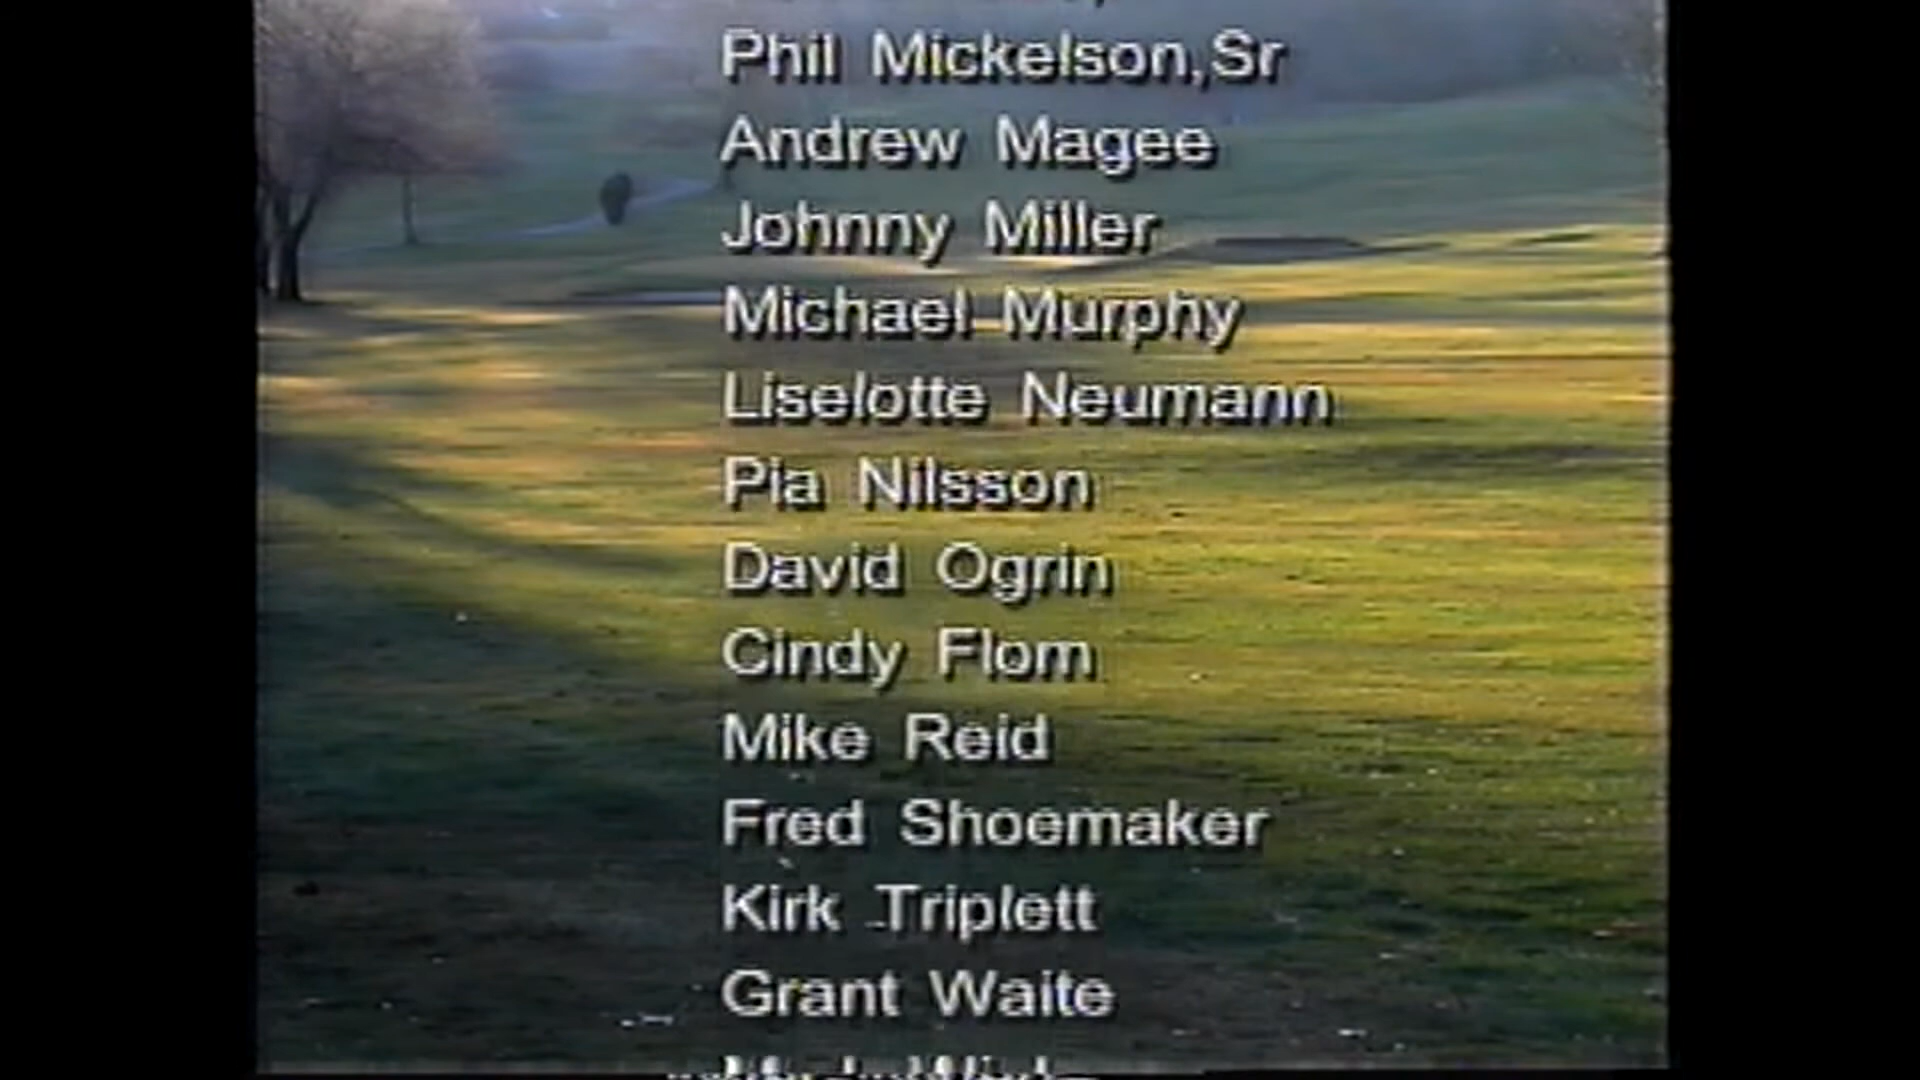 Phil Mickelson,Sr
Andrew Magee
Johnny Miller
Michael Murphy
Liselotte Neumann
Pia Nilsson
David Ogrin
Cindy Flom
Mike Reid
Fred Shoemaker
Kirk Triplett
Grant Waite